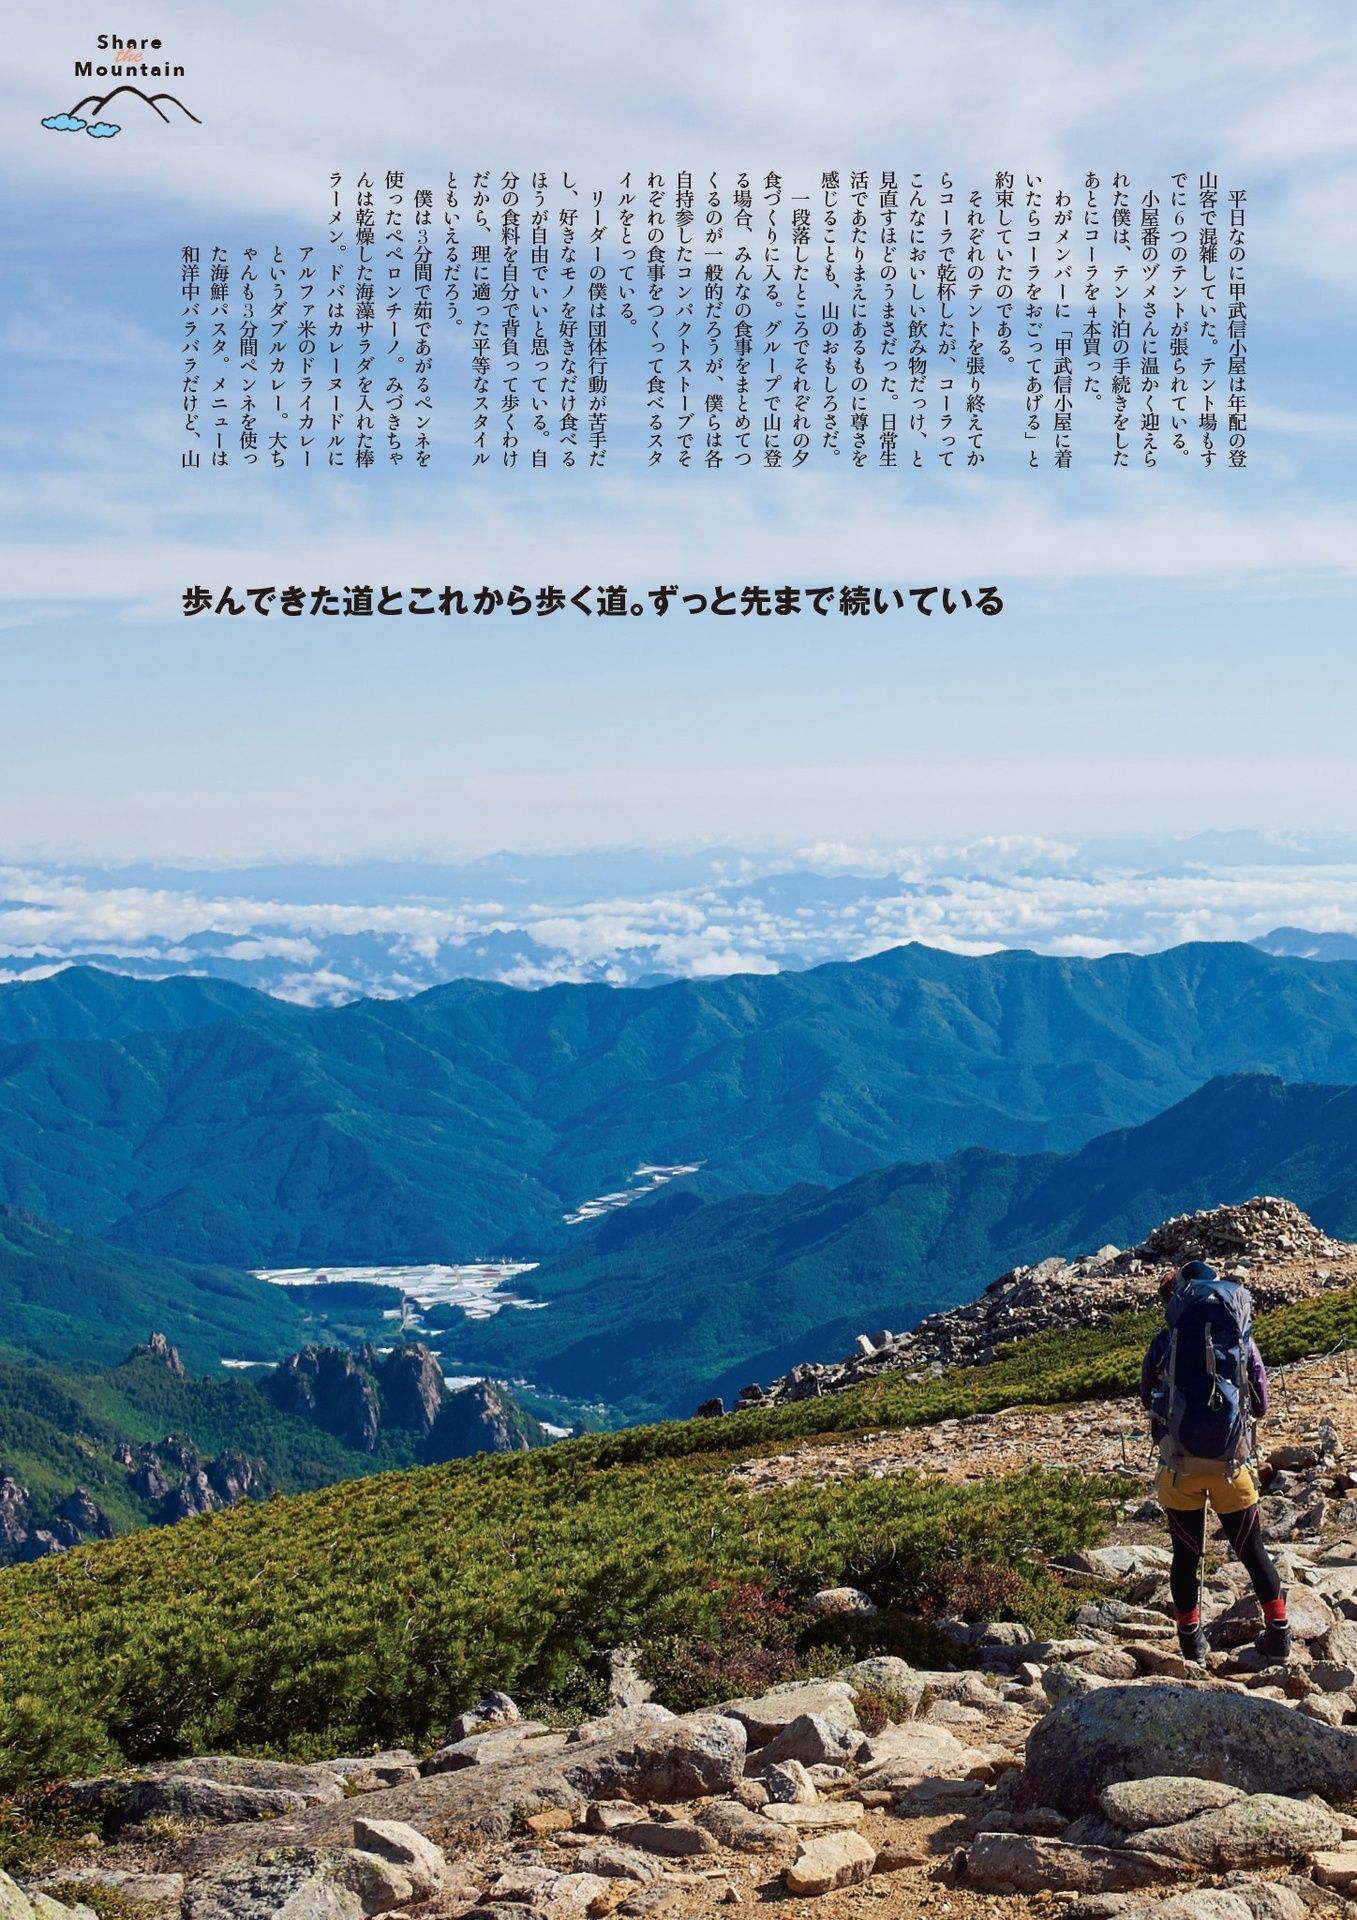 Share
the
Mountain
平日なのに甲武信小屋は年配の登
山客で混雑していた。テント場もす
でに6つのテントが張られている。
小屋番のヅメさんに温かく迎えら
れた僕は、テント泊の手続きをした
あとにコーラを4本買った。
わがメンバーに「甲武信小屋に着
いたらコーラをおごってあげる」と
約束していたのである。
それぞれのテントを張り終えてか
らコーラで乾杯したが、コーラって
こんなにおいしい飲み物だっけ、と
見直すほどのうまさだった。日常生
活であたりまえにあるものに尊さを
感じることも、山のおもしろさだ。
一段落したところでそれぞれの夕
食づくりに入る。グループで山に登
る場合、みんなの食事をまとめてつ
くるのが一般的だろうが、僕らは各
自持参したコンパクトストーブでそ
れぞれの食事をつくって食べるスタ
イルをとっている。
リーダーの僕は団体行動が苦手だ
し、好きなモノを好きなだけ食べる
ほうが自由でいいと思っている。自
分の食料を自分で背負って歩くわけ
だから、理に適った平等なスタイル
ともいえるだろう。
僕は3分間で茹であがるペンネを
使ったペペロンチーノ。みづきちゃ
んは乾燥した海藻サラダを入れた棒
ラーメン。ドバはカレーヌードルに
アルファ米のドライカレー
というダブルカレー。大ち
ゃんも3分間ペンネを使っ
た海鮮パスタ。メニューは
和洋中バラバラだけど、山
歩んできた道とこれから歩く道。ずっと先まで続いている